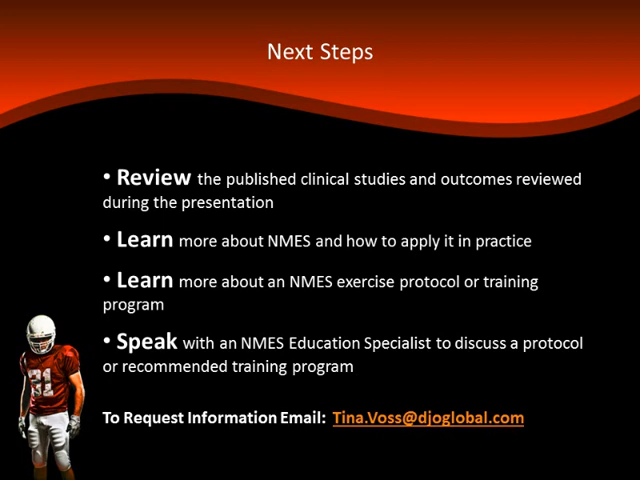 Next Steps
• Review the published clinical studies and outcomes reviewed
during the presentation
• Learn more about NMES and how to apply it in practice
• Learn more about an NMES exercise protocol or training
program
• Speak with an NMES Education Specialist to discuss a protocol
or recommended training program
To Request Information Email: Tina.Voss@djoglobal.com
31